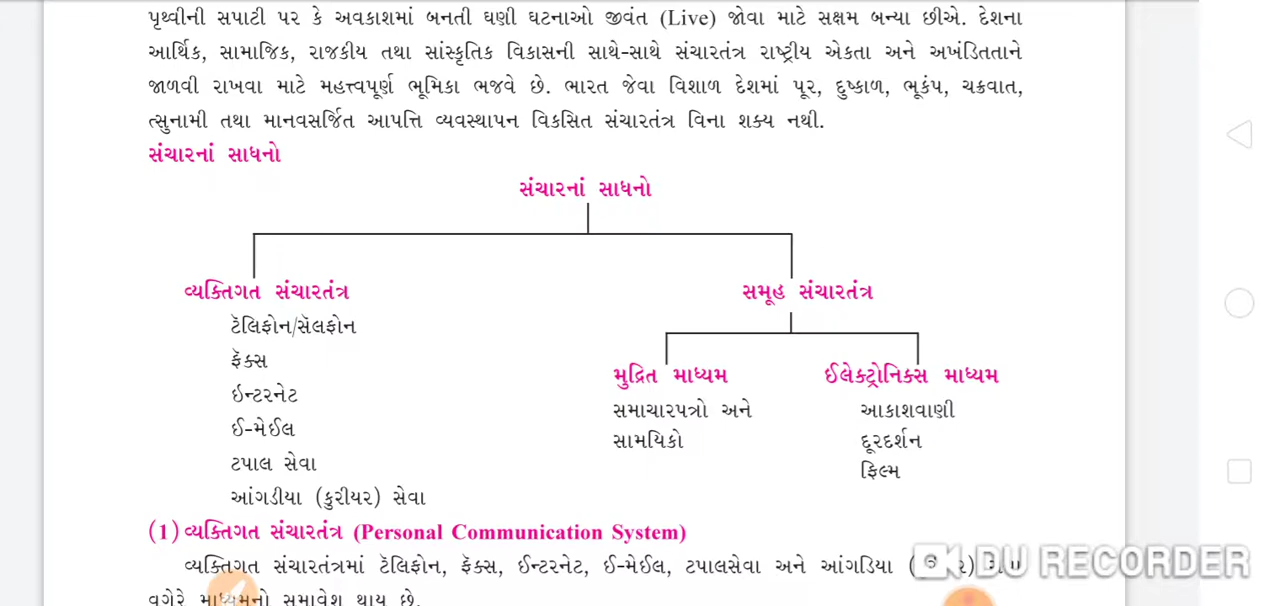 પૃથ્વીની સપાટી પર કે અવકાશમાં બનતી ઘણી ઘટનાઓ જીવંત (Live) જોવા માટે સક્ષમ બન્યા છીએ. દેશના
આર્થિક, સામાજિક, રાજકીય તથા સાંસ્કૃતિક વિકાસની સાથે-સાથે સંચારતંત્ર રાષ્ટ્રીય એકતા અને અખંડિતતાને
જાળવી રાખવા માટે મહત્ત્વપૂર્ણ ભૂમિકા ભજવે છે. ભારત જેવા વિશાળ દેશમાં પૂર, દુષ્કાળ, ભૂકંપ, ચક્રવાત,
ત્સુનામી તથા માનવસર્જિત આપત્તિ વ્યવસ્થાપન વિકસિત સંચારતંત્ર વિના શક્ય નથી.
સંચારનાં સાધનો
સંચારનાં સાધનો
વ્યક્તિગત સંચારતંત્ર
ટૅલિફોન/સૅલફોન
ફૅક્સ
ઇન્ટરનેટ
ઈ-મેઈલ
ટપાલ સેવા
આંગડીયા (કુરીયર) સેવા
સમૂહ સંચારતંત્ર
મુદ્રિત માધ્યમ
સમાચારપત્રો અને
સામયિકો
ઈલેક્ટ્રોનિક્સ માધ્યમ
આકાશવાણી
દૂરદર્શન
ફિલ્મ
(1) વ્યક્તિગત સંચારતંત્ર (Personal Communication System)
વ્યક્તિગત સંચારતંત્રમાં ટૅલિફોન, ફૅક્સ, ઈન્ટરનેટ, ઈ-મેઈલ, ટપાલસેવા અને આંગડિયા
વગેરે માધ્યમનો સમાવેશ થાય છે.
DU RECORDER